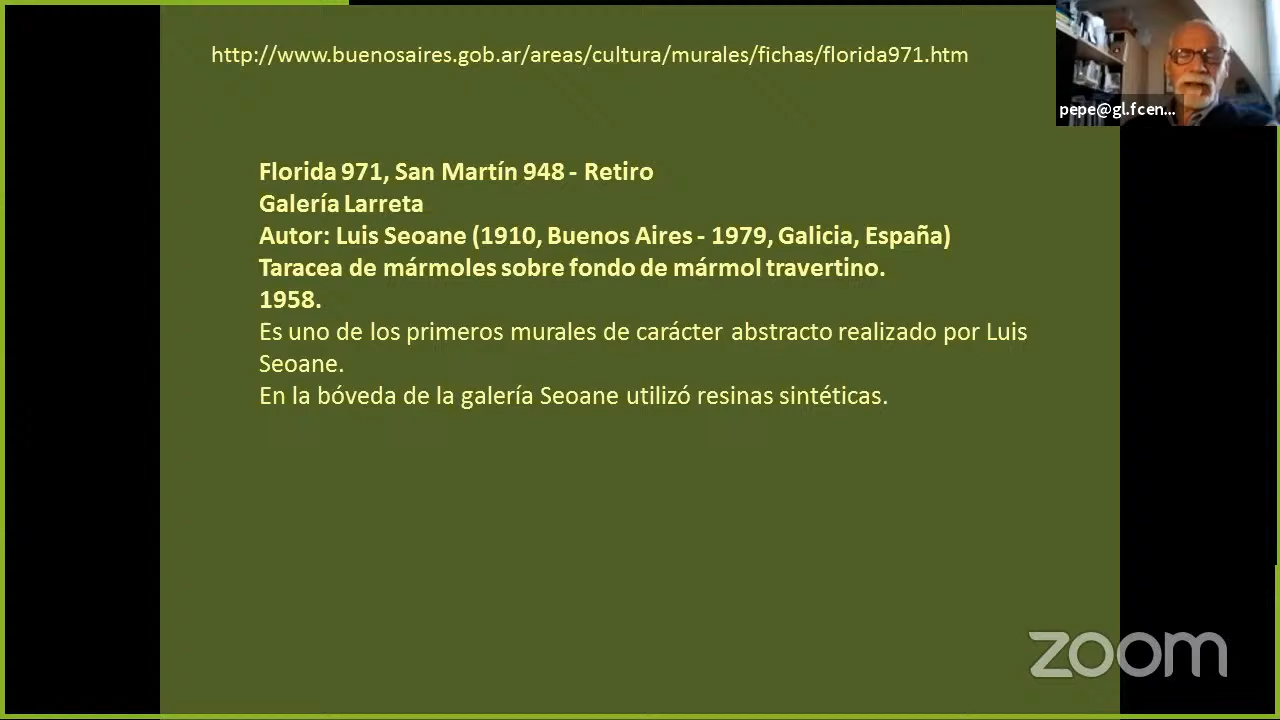 http://www.buenosaires.gob.ar/areas/cultura/murales/fichas/florida971.htm
pepe@gl.fcen...
Florida 971, San Martín 948 - Retiro
Galería Larreta
Autor: Luis Seoane (1910, Buenos Aires - 1979, Galicia, España)
Taracea de mármoles sobre fondo de mármol travertino.
1958.
Es uno de los primeros murales de carácter abstracto realizado por Luis
Seoane.
En la bóveda de la galería Seoane utilizó resinas sintéticas.
zoom